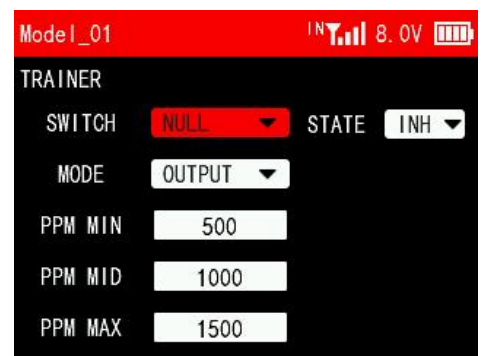 Model_01 IN 8.0V
TRAINER
SWITCH NULL STATE INH
MODE OUTPUT
PPM MIN 500
PPM MID 1000
PPM MAX 1500